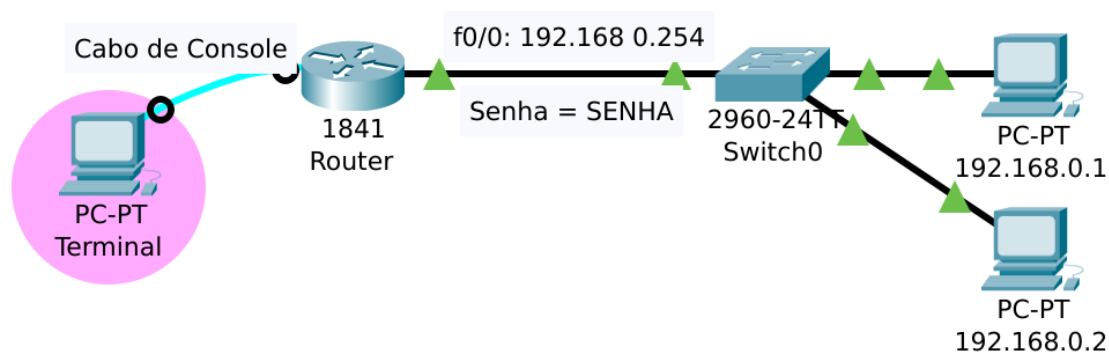 Cabo de Console
f0/0: 192.168 0.254
Senha = SENHA
1841
Router
2960-24TT
Switch0
PC-PT
192.168.0.1
PC-PT
Terminal
PC-PT
192.168.0.2